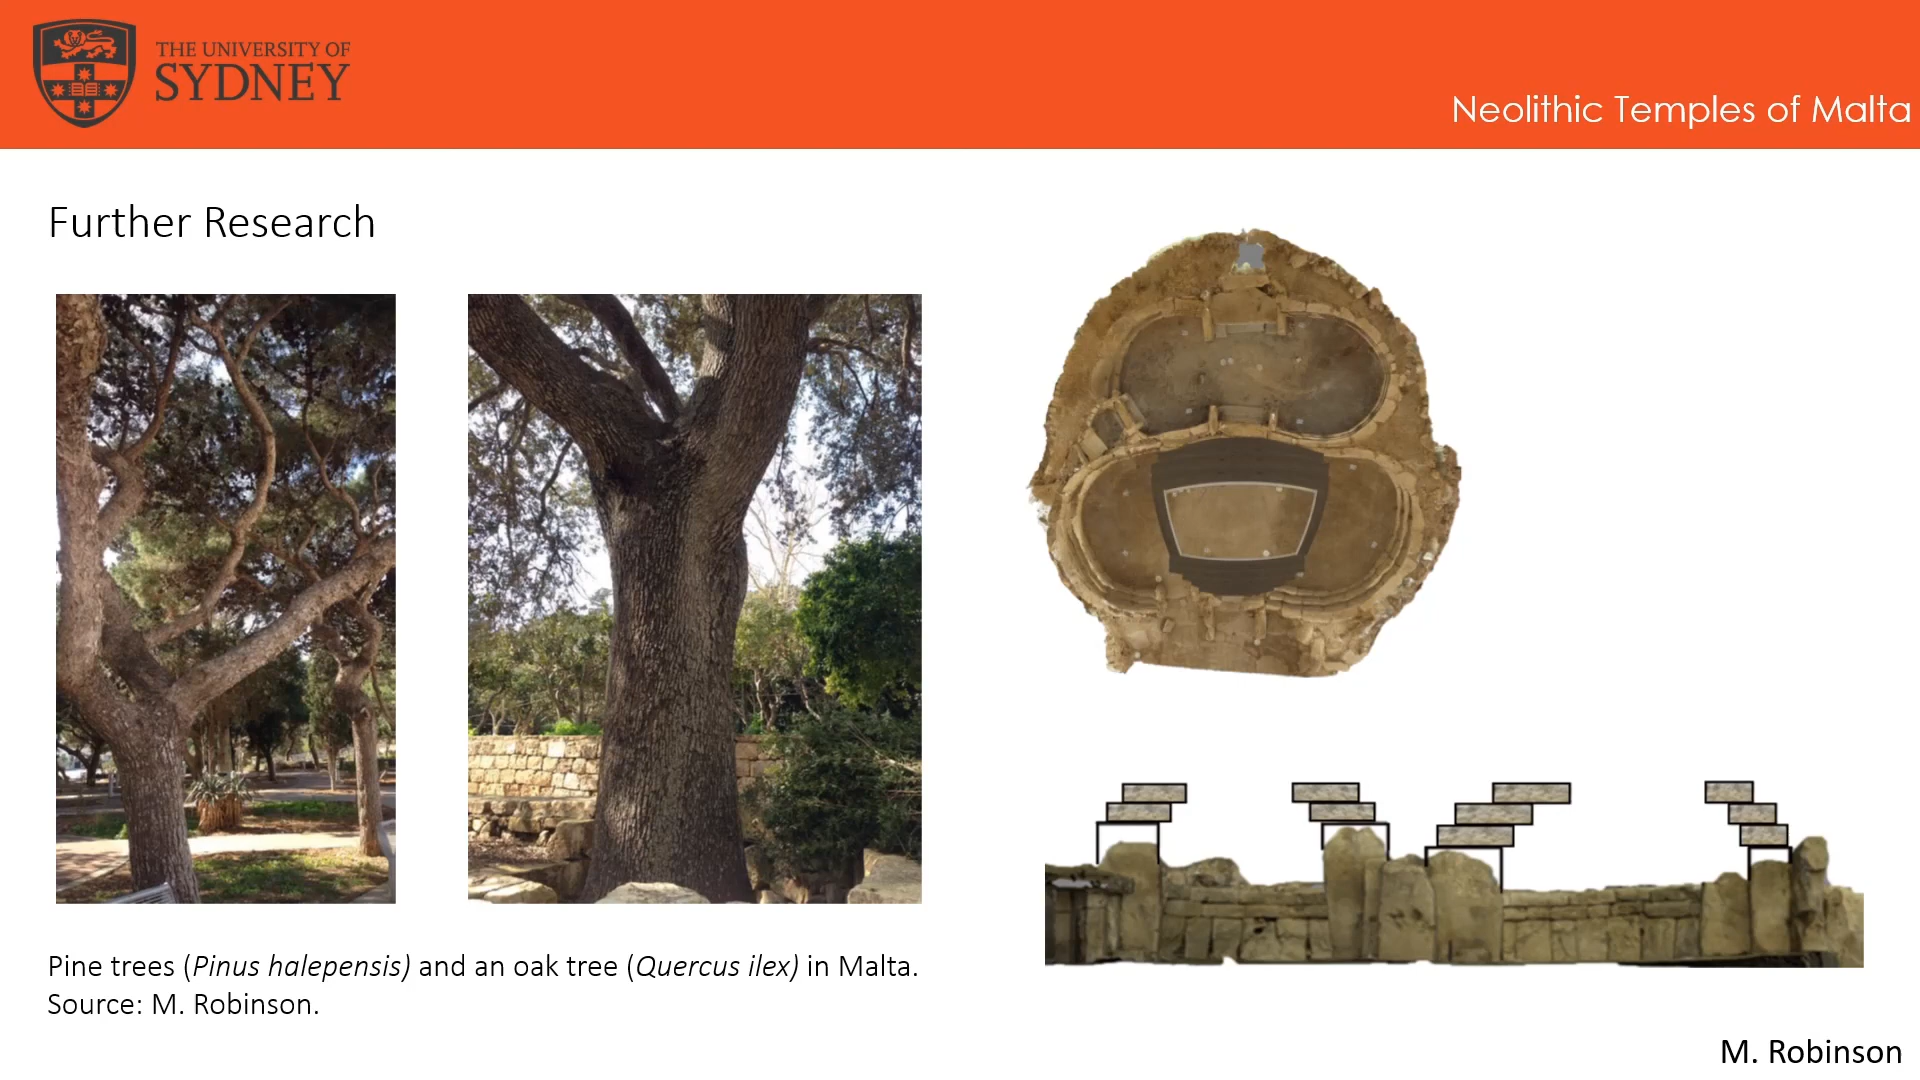 THE UNIVERSITY OF
SYDNEY
Neolithic Temples of Malta
Further Research
Pine trees (Pinus halepensis) and an oak tree (Quercus ilex) in Malta.
Source: M. Robinson.
M. Robinson